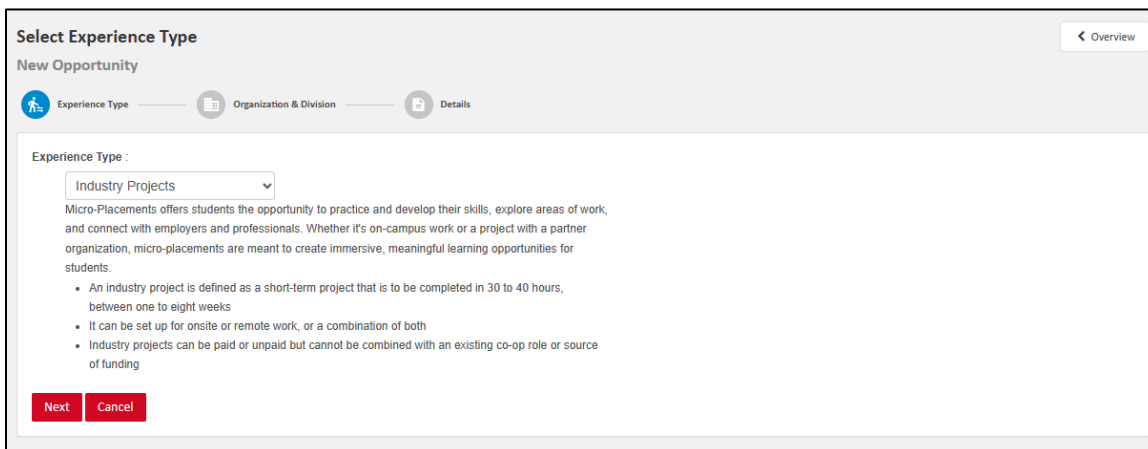 Select Experience Type
Overview
New Opportunity
Experience Type
Organization & Division
Details
Experience Type :
Industry Projects
Micro-Placements offers students the opportunity to practice and develop their skills, explore areas of work,
and connect with employers and professionals. Whether it's on-campus work or a project with a partner
organization, micro-placements are meant to create immersive, meaningful learning opportunities for
students.
• An industry project is defined as a short-term project that is to be completed in 30 to 40 hours,
between one to eight weeks
• It can be set up for onsite or remote work, or a combination of both
• Industry projects can be paid or unpaid but cannot be combined with an existing co-op role or source
of funding
Next
Cancel